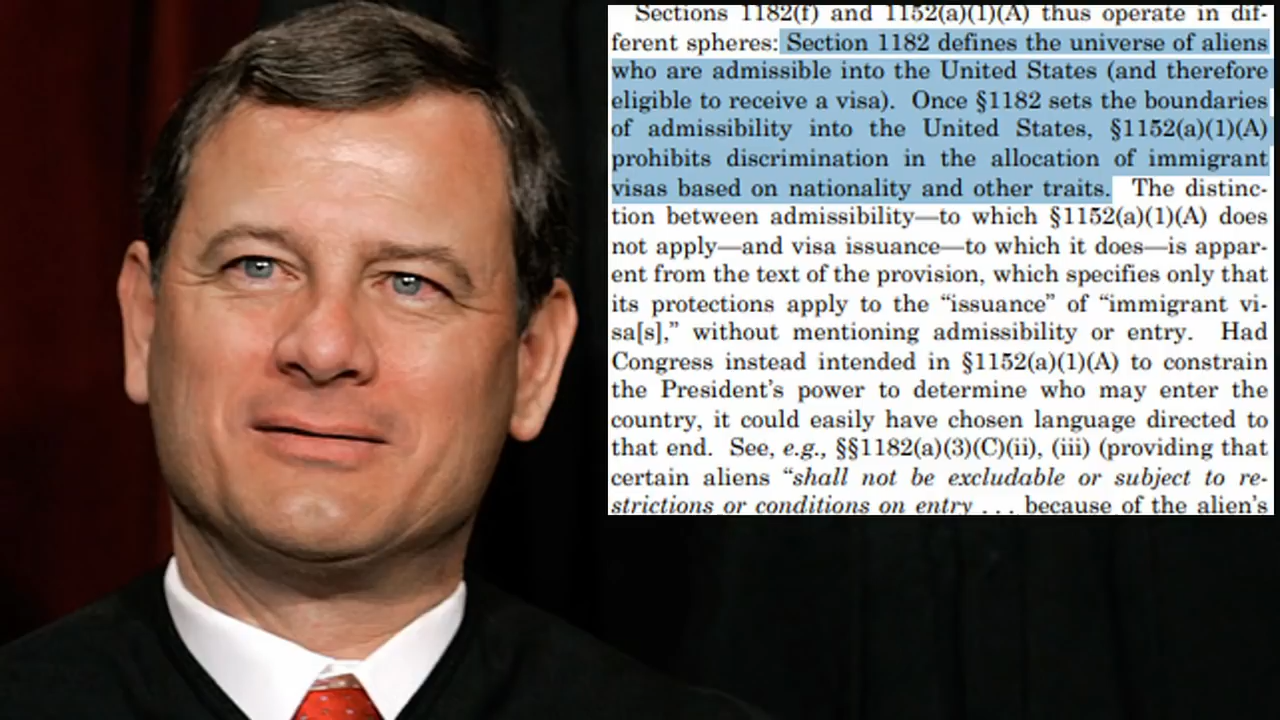 Sections 1182(f) and 1152(a)(1)(A) thus operate in dif-
ferent spheres: Section 1182 defines the universe of aliens
who are admissible into the United States (and therefore
eligible to receive a visa). Once §1182 sets the boundaries
of admissibility into the United States, §1152(a)(1)(A)
prohibits discrimination in the allocation of immigrant
visas based on nationality and other traits. The distinc-
tion between admissibility—to which §1152(a)(1)(A) does
not apply—and visa issuance—to which it does—is appar-
ent from the text of the provision, which specifies only that
its protections apply to the “issuance” of “immigrant vi-
sa[s],” without mentioning admissibility or entry. Had
Congress instead intended in §1152(a)(1)(A) to constrain
the President’s power to determine who may enter the
country, it could easily have chosen language directed to
that end. See, e.g., §§1182(a)(3)(C)(ii), (iii) (providing that
certain aliens “shall not be excludable or subject to re-
strictions or conditions on entry . . . because of the alien’s